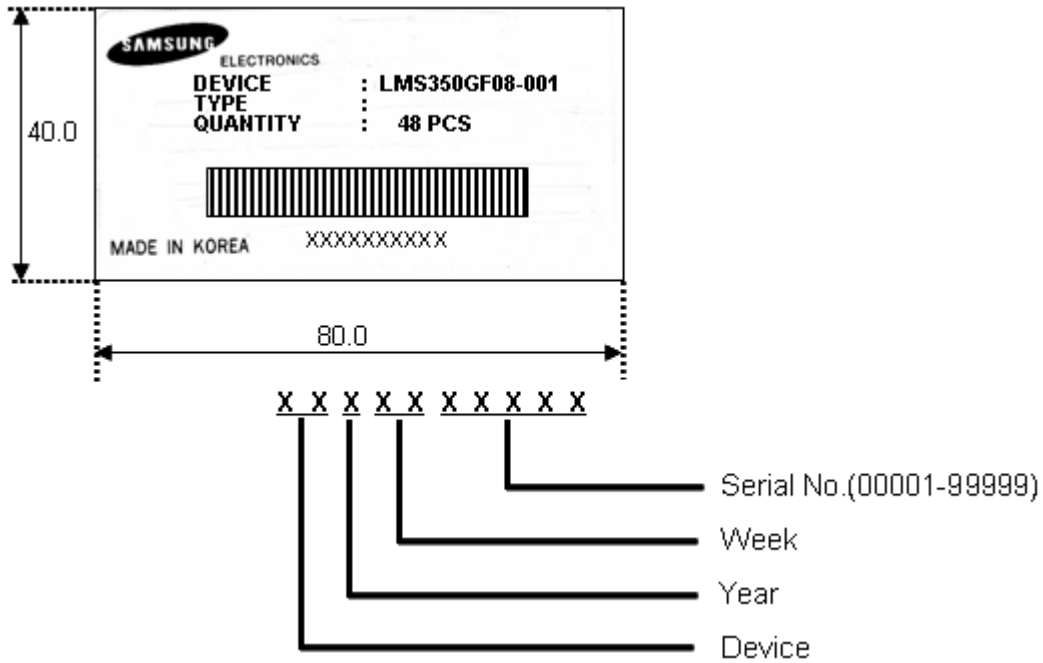 SAMSUNG
ELECTRONICS
DEVICE : LMS350GF08-001
TYPE :
QUANTITY : 48 PCS
40.0
MADE IN KOREA XXXXXXXXXX
80.0
X X X X X X X X X X
Serial No.(00001-99999)
Week
Year
Device